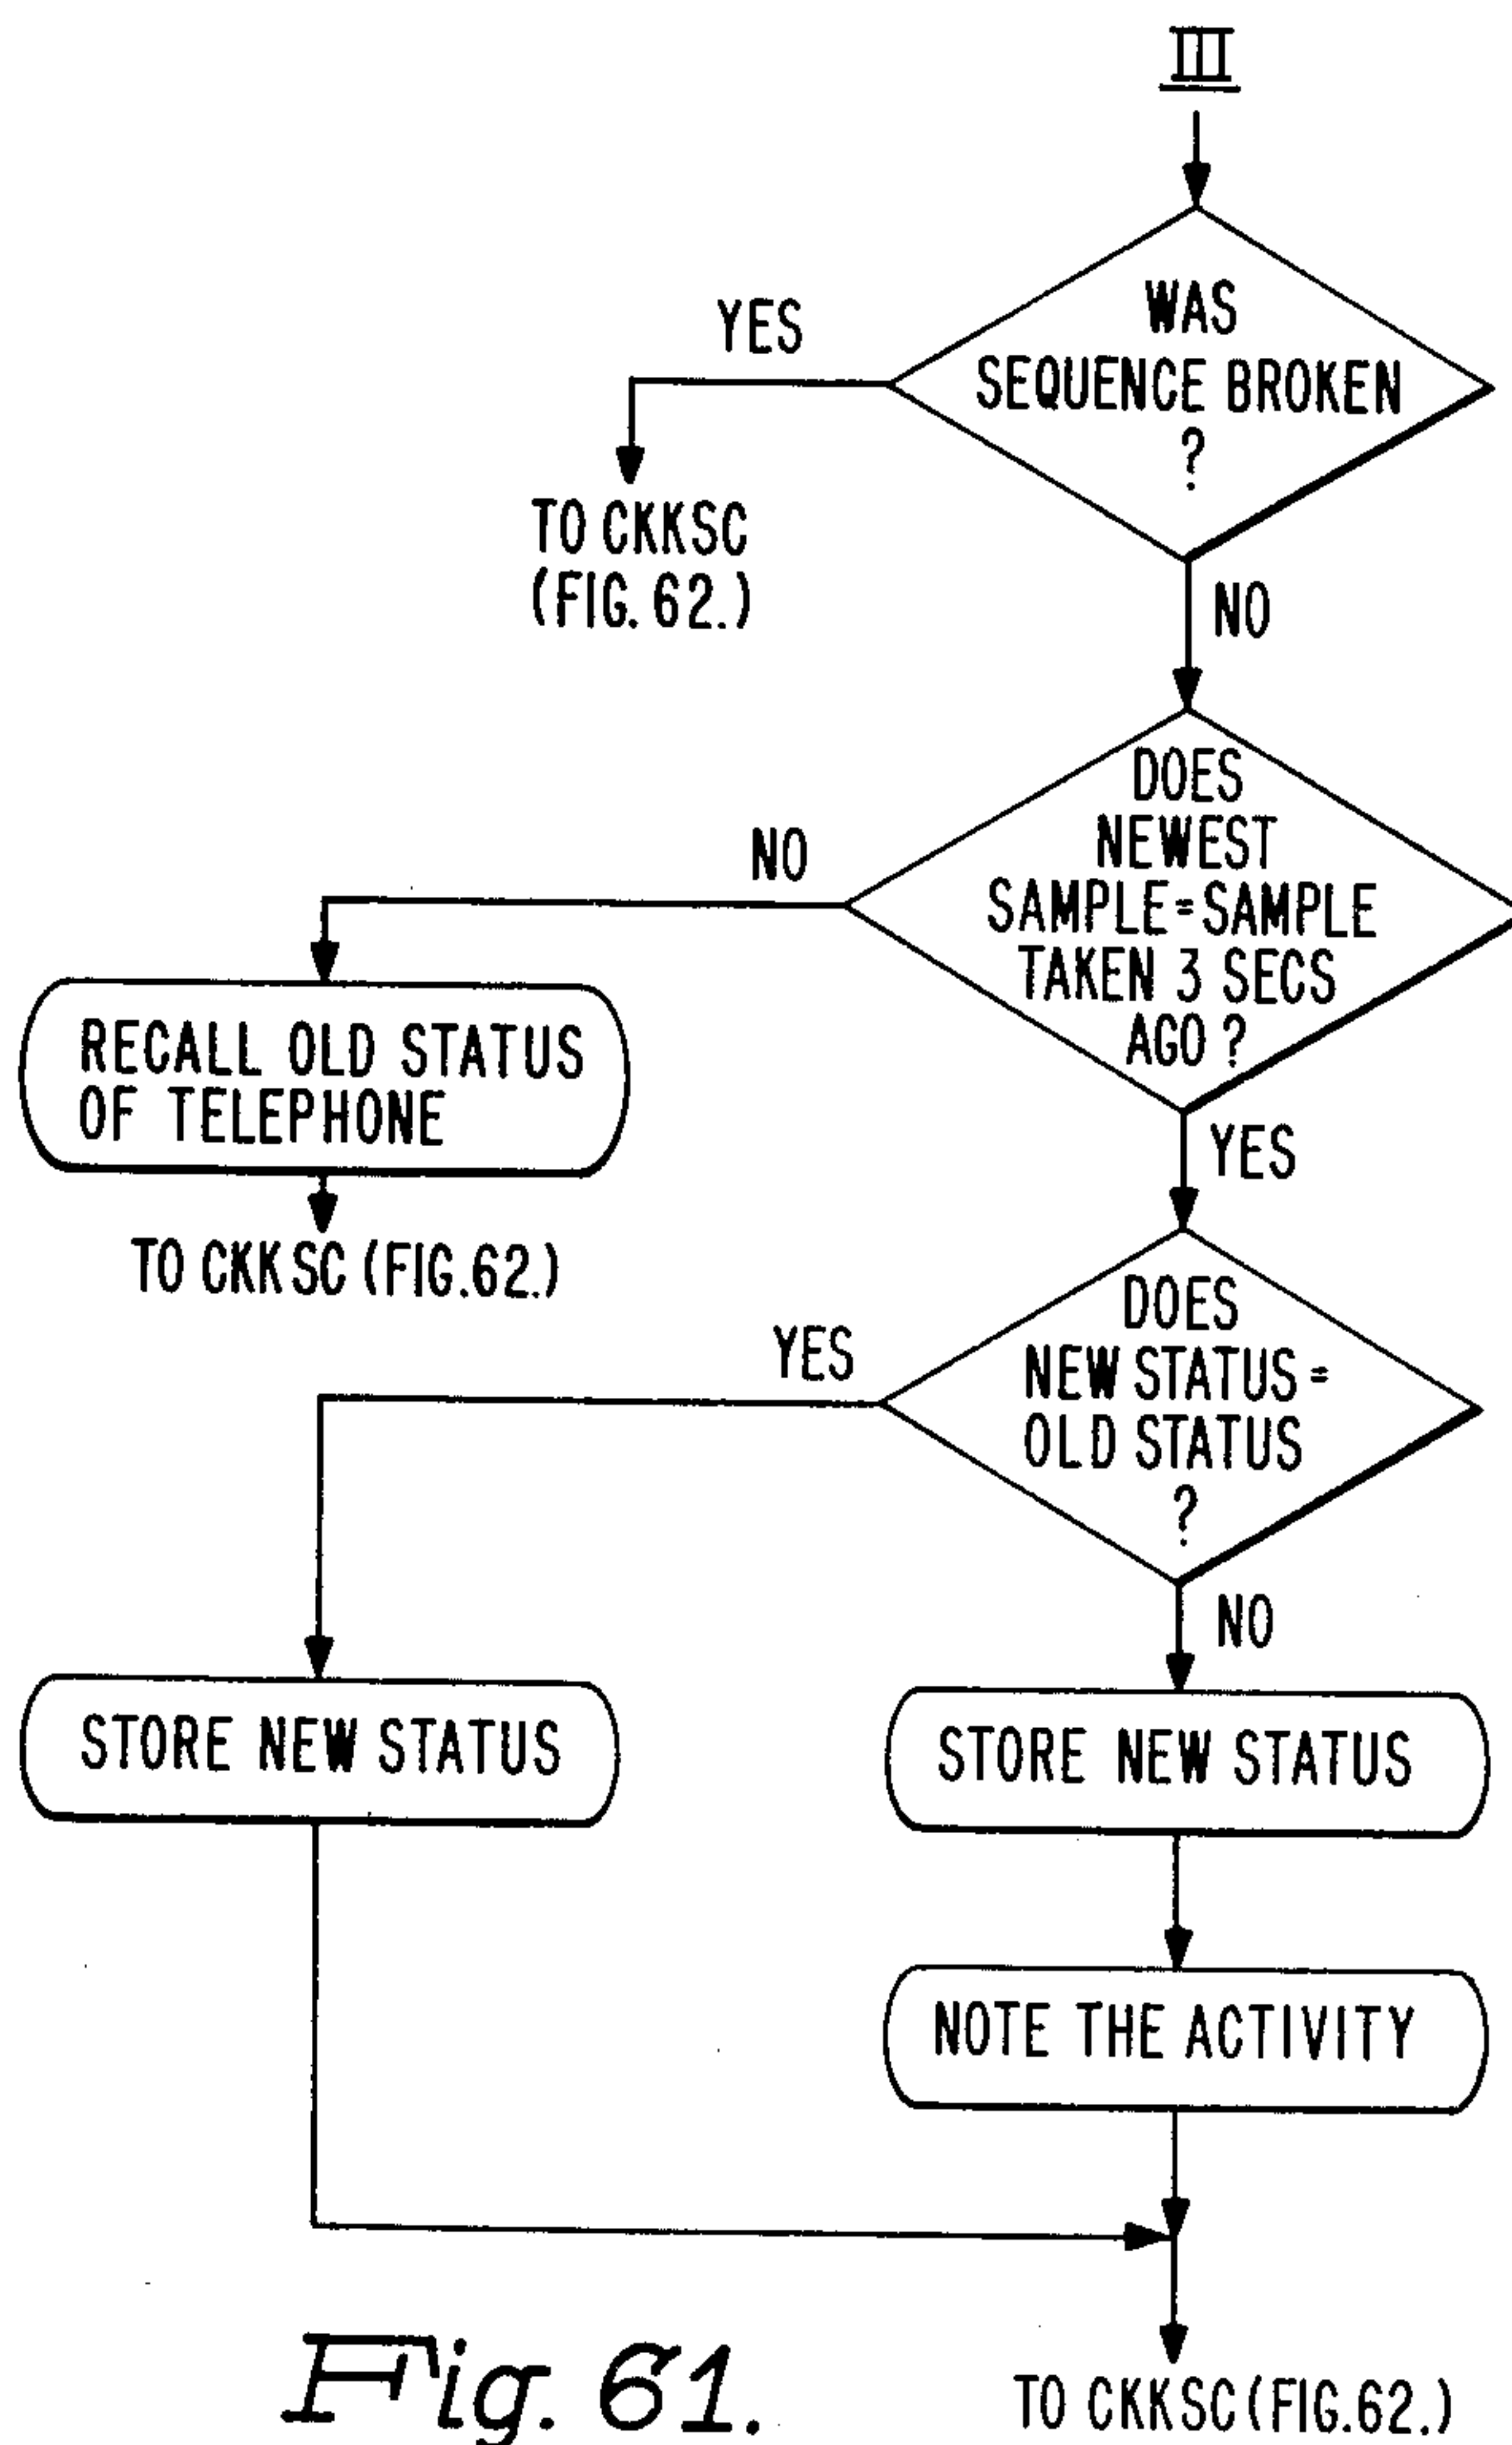 III
WAS
SEQUENCE BROKEN
?
YES
TO CKKSC
(FIG. 62.)
NO
DOES
NEWEST
SAMPLE = SAMPLE
TAKEN 3 SECS
AGO ?
NO
RECALL OLD STATUS
OF TELEPHONE
TO CKKSC (FIG.62.)
YES
DOES
NEW STATUS =
OLD STATUS
?
YES
NO
STORE NEW STATUS
STORE NEW STATUS
NOTE THE ACTIVITY
TO CKKSC (FIG.62.)
Fig. 61.